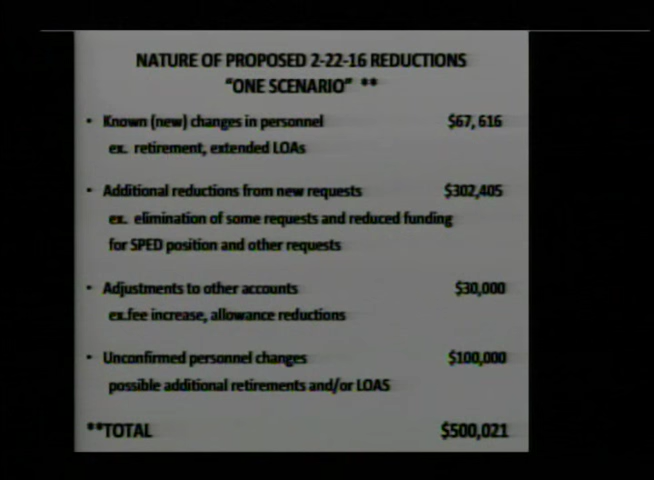 NATURE OF PROPOSED 2-22-16 REDUCTIONS
"ONE SCENARIO" **
• Known (new) changes in personnel $67, 616
ex. retirement, extended LOAs
• Additional reductions from new requests $302,405
ex. elimination of some requests and reduced funding
for SPED position and other requests
• Adjustments to other accounts $30,000
ex.fee increase, allowance reductions
• Unconfirmed personnel changes $100,000
possible additional retirements and/or LOAS
**TOTAL $500,021